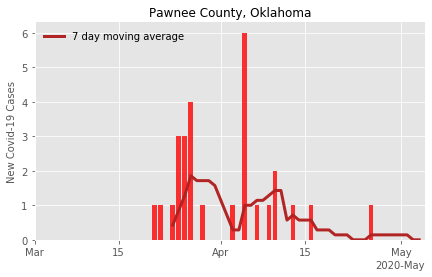 Pawnee County, Oklahoma
7 day moving average
New Covid-19 Cases
6
5
4
3
2
1
0
Mar 15 Apr 15 May
2020-May